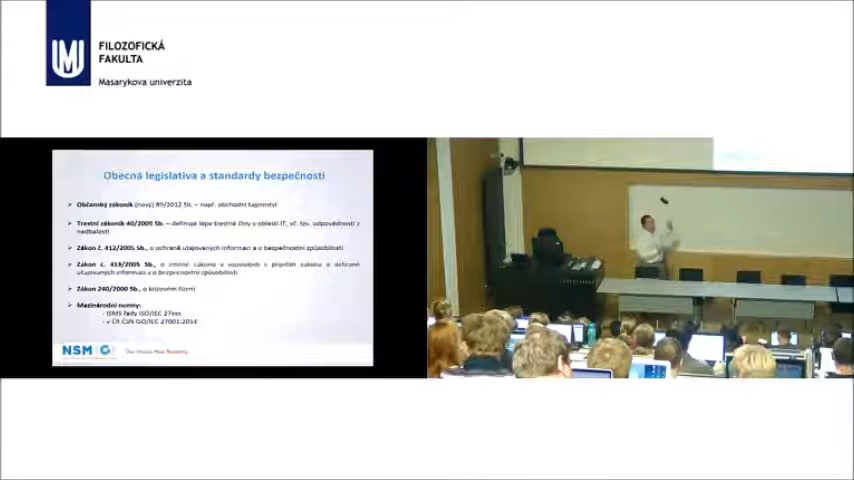 FILOZOFICKÁ
FAKULTA
Masarykova univerzita
Obecná legislativa a standardy bezpečnosti
➢ Občanský zákoník (nový) 89/2012 Sb. – např. obchodní tajemství
➢ Trestní zákoník 40/2009 Sb. – definuje lépe trestné činy v oblasti IT, vč. tzv. odpovědnosti z
nedbalosti
➢ Zákon č. 412/2005 Sb., o ochraně utajovaných informací a o bezpečnostní způsobilosti
➢ Zákon č. 413/2005 Sb., o změně zákonů v souvislosti s přijetím zákona o ochraně
utajovaných informací a o bezpečnostní způsobilosti
➢ Zákon 240/2000 Sb., o krizovém řízení
➢ Mezinárodní normy:
- ISMS řady ISO/IEC 27xxx
- v ČR ČSN ISO/IEC 27001:2014
NSM